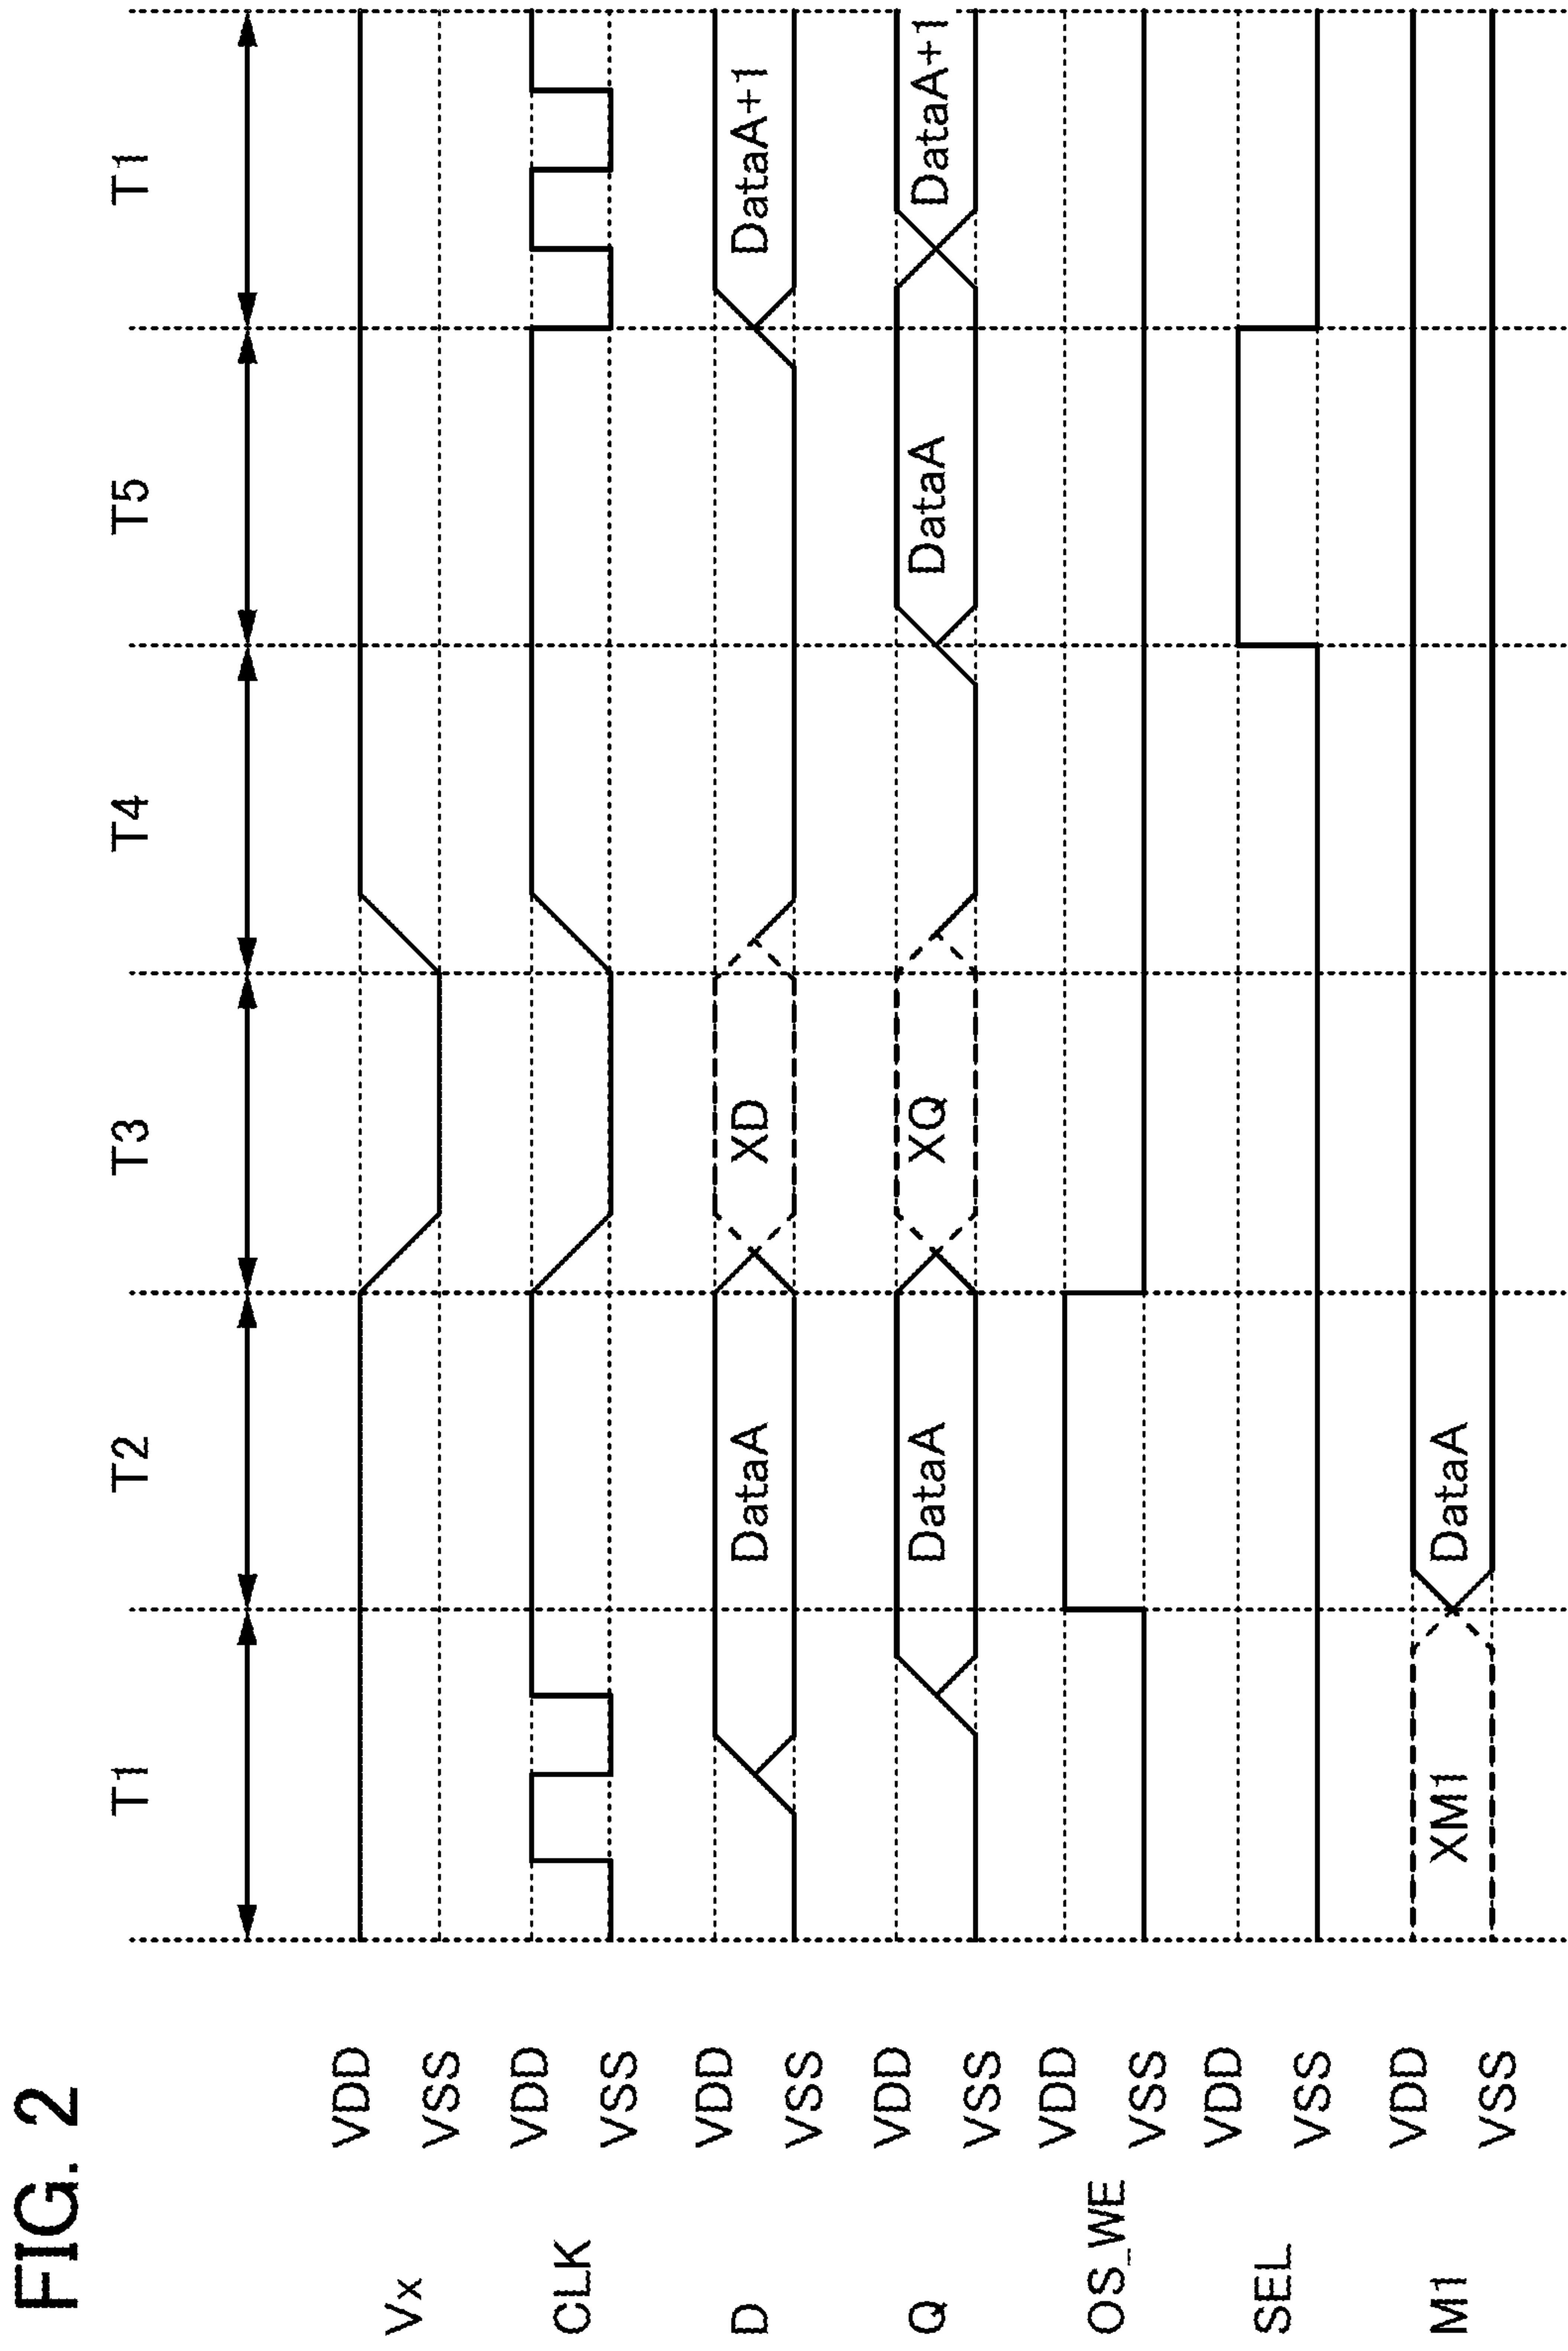 FIG. 2
T1 T2 T3 T4 T5 T1
Vx VDD VSS
CLK VDD VSS
D VDD VSS DataA XD DataA+1
Q VDD VSS DataA XQ DataA DataA+1
OS_WE VDD VSS
SEL VDD VSS
M1 VDD VSS XM1 DataA